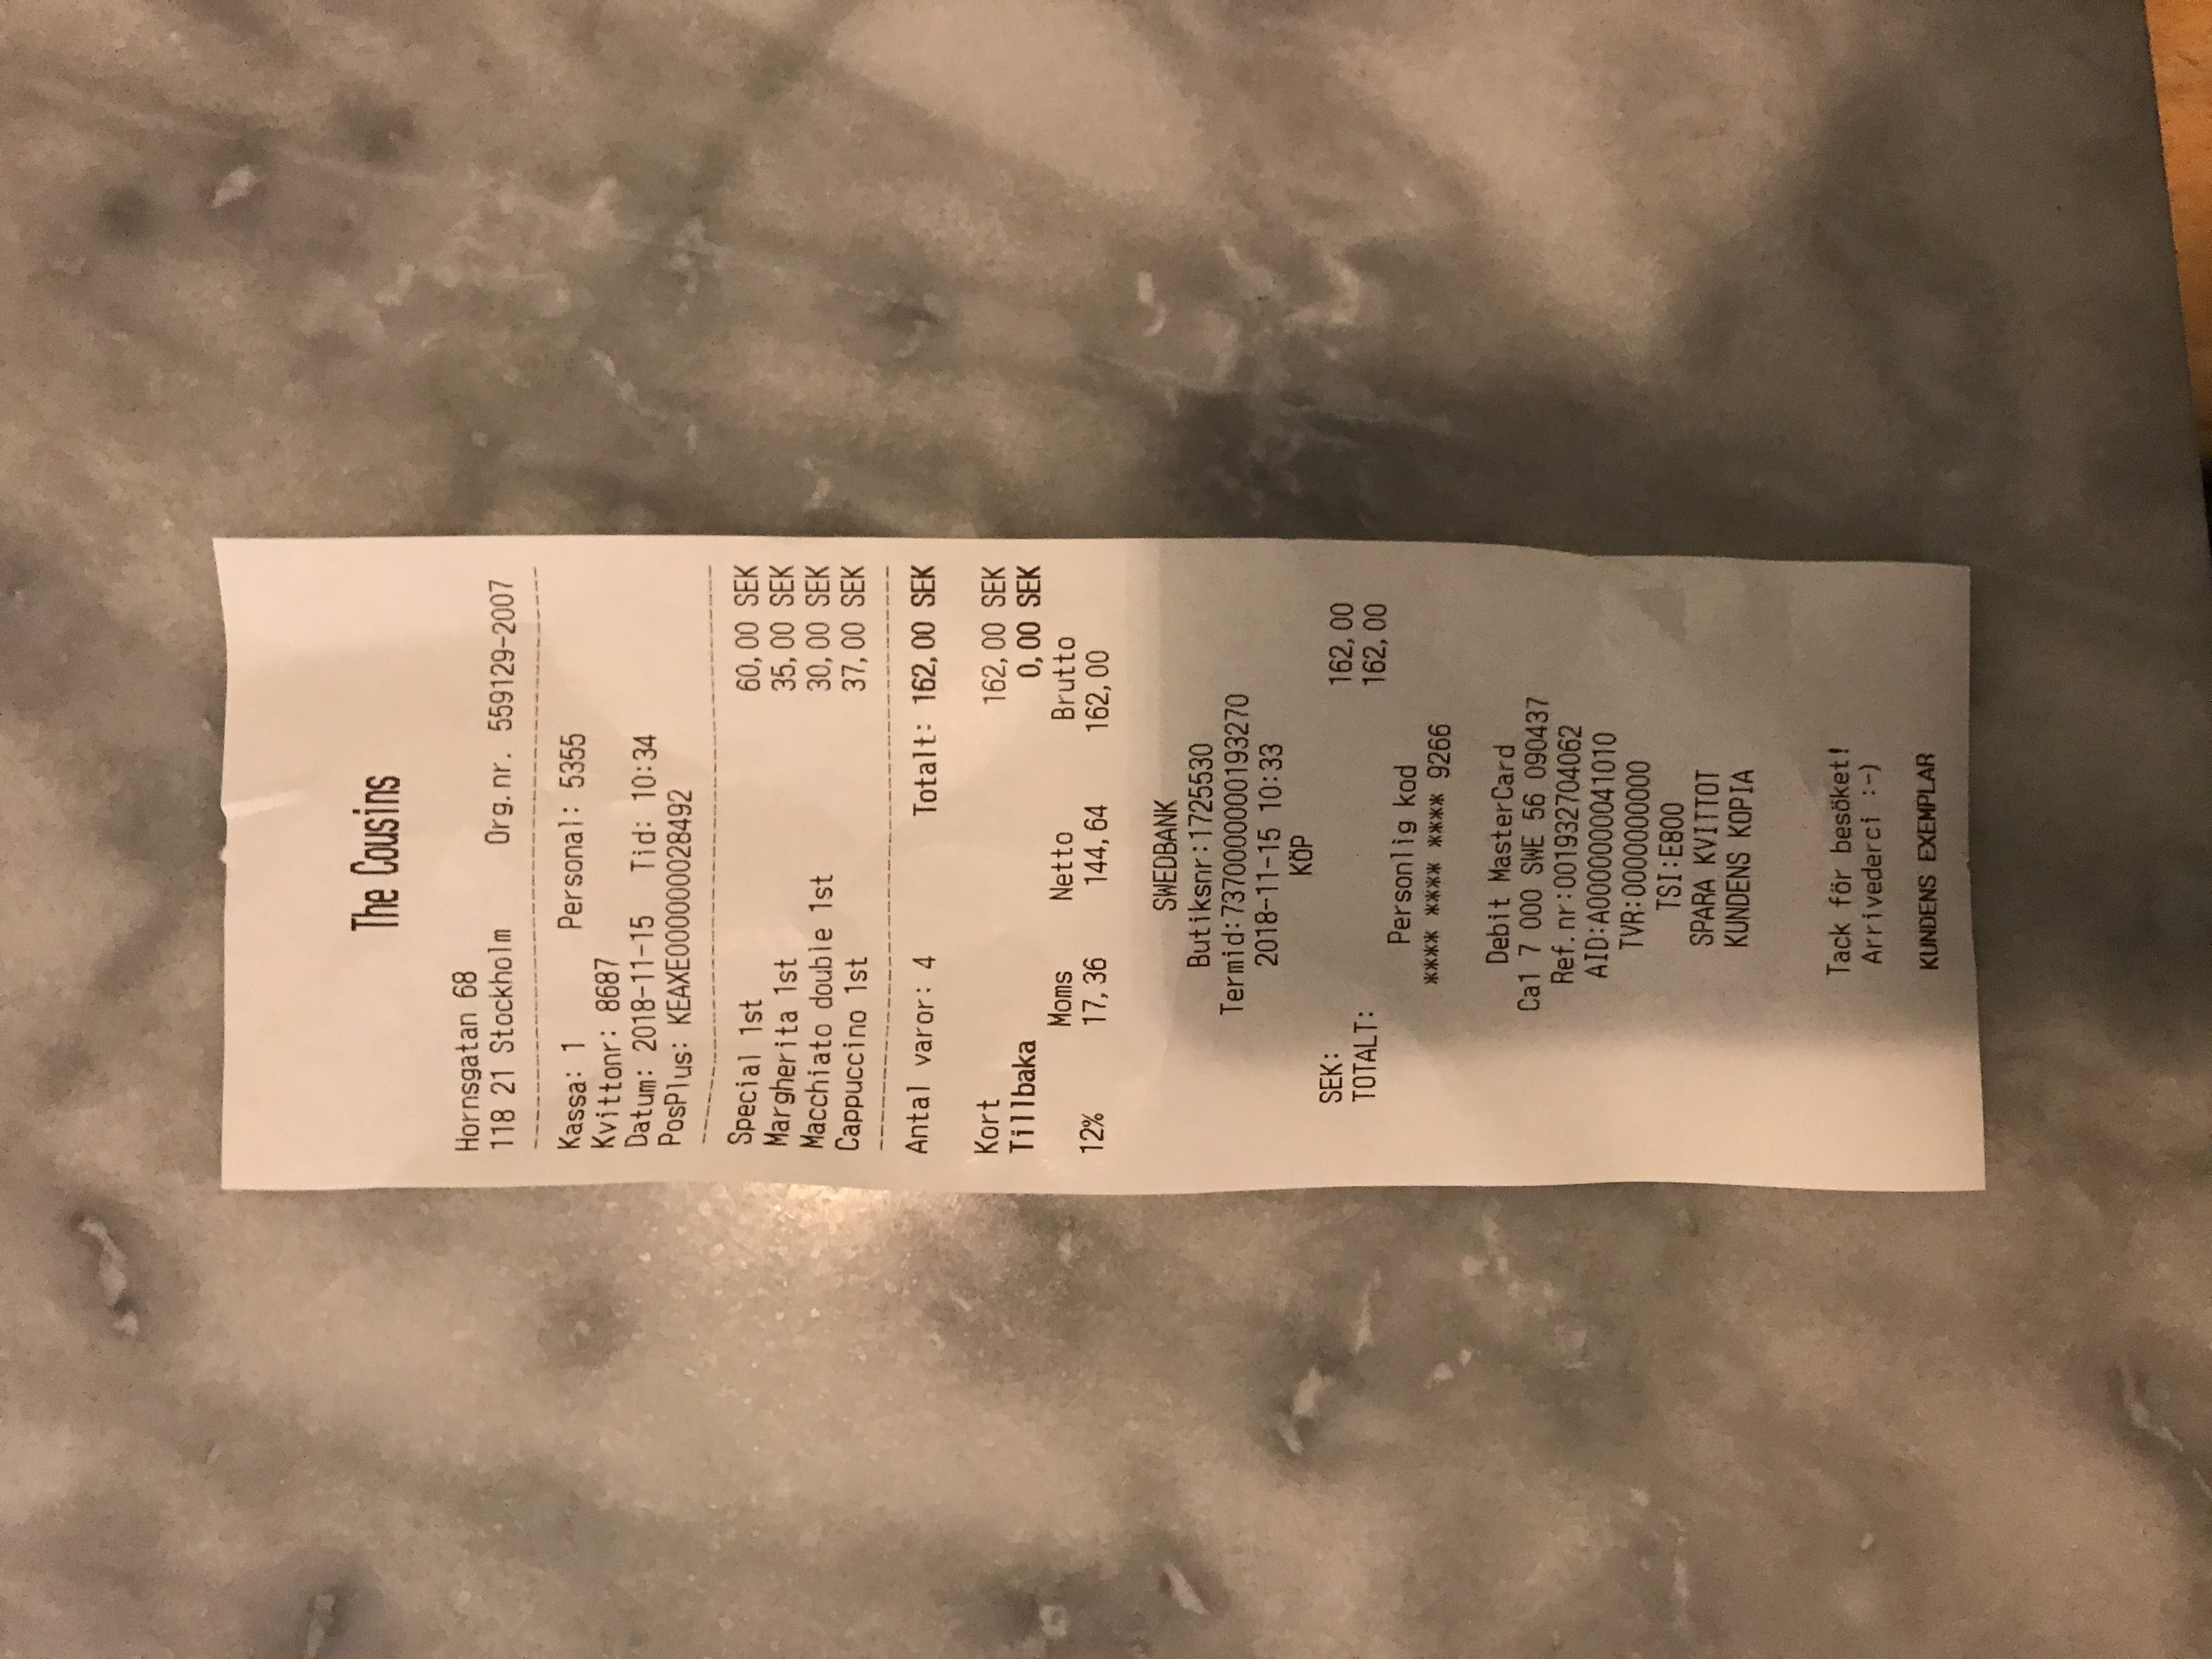 The Cousins
Hornsgatan 68
118 21 Stockholm Org.nr. 559129-2007
Kassa: 1 Personal: 5355
Kvittonr: 8687
Datum: 2018-11-15 Tid: 10:34
PosPlus: KEAXE000000028492
Special 1st 60,00 SEK
Margherita 1st 35,00 SEK
Macchiato double 1st 30,00 SEK
Cappuccino 1st 37,00 SEK
Antal varor: 4 Totalt: 162,00 SEK
Kort 162,00 SEK
Tillbaka 0,00 SEK
Moms Netto Brutto
12% 17,36 144,64 162,00
SWEDBANK
Butiksnr:1725530
Termid:7370000000193270
2018-11-15 10:33
KÖP
SEK: 162,00
TOTALT: 162,00
Personlig kod
**** **** **** 9266
Debit MasterCard
Ca1 7 000 SWE 56 090437
Ref.nr:001932704062
AID:A0000000041010
TVR:0000000000
TSI:E800
SPARA KVITTOT
KUNDENS KOPIA
Tack för besöket!
Arrivederci :-)
KUNDENS EXEMPLAR